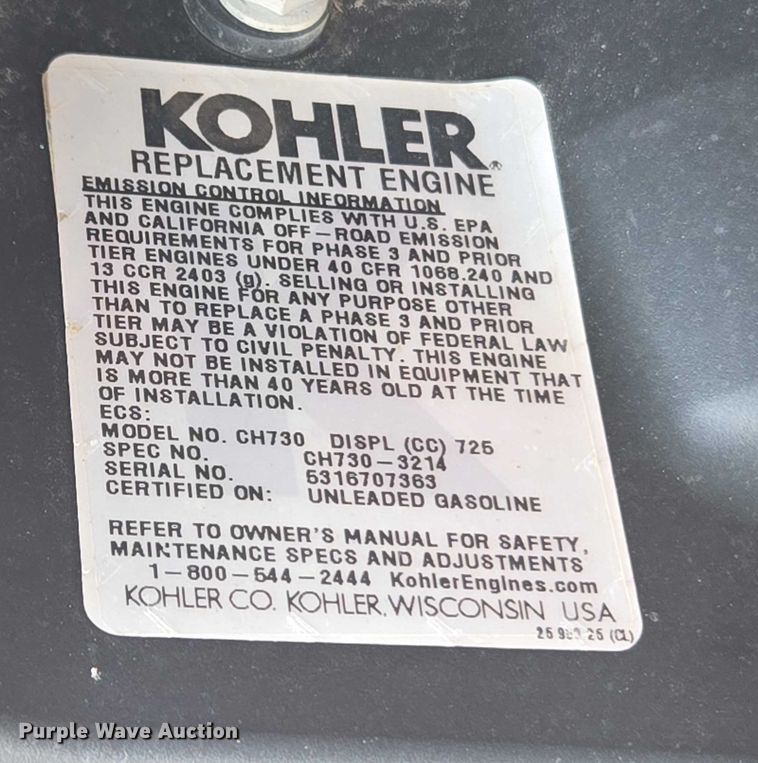 KOHLER®
REPLACEMENT ENGINE
EMISSION CONTROL INFORMATION
THIS ENGINE COMPLIES WITH U.S. EPA
AND CALIFORNIA OFF-ROAD EMISSION
REQUIREMENTS FOR PHASE 3 AND PRIOR
TIER ENGINES UNDER 40 CFR 1068.240 AND
13 CCR 2403 (g). SELLING OR INSTALLING
THIS ENGINE FOR ANY PURPOSE OTHER
THAN TO REPLACE A PHASE 3 AND PRIOR
TIER MAY BE A VIOLATION OF FEDERAL LAW
SUBJECT TO CIVIL PENALTY. THIS ENGINE
MAY NOT BE INSTALLED IN EQUIPMENT THAT
IS MORE THAN 40 YEARS OLD AT THE TIME
OF INSTALLATION.
ECS:
MODEL NO. CH730 DISPL (CC) 725
SPEC NO. CH730-3214
SERIAL NO. 5316707363
CERTIFIED ON: UNLEADED GASOLINE
REFER TO OWNER'S MANUAL FOR SAFETY,
MAINTENANCE SPECS AND ADJUSTMENTS
1-800-544-2444 KohlerEngines.com
KOHLER CO. KOHLER, WISCONSIN USA
25 (CL)
Purple Wave Auction